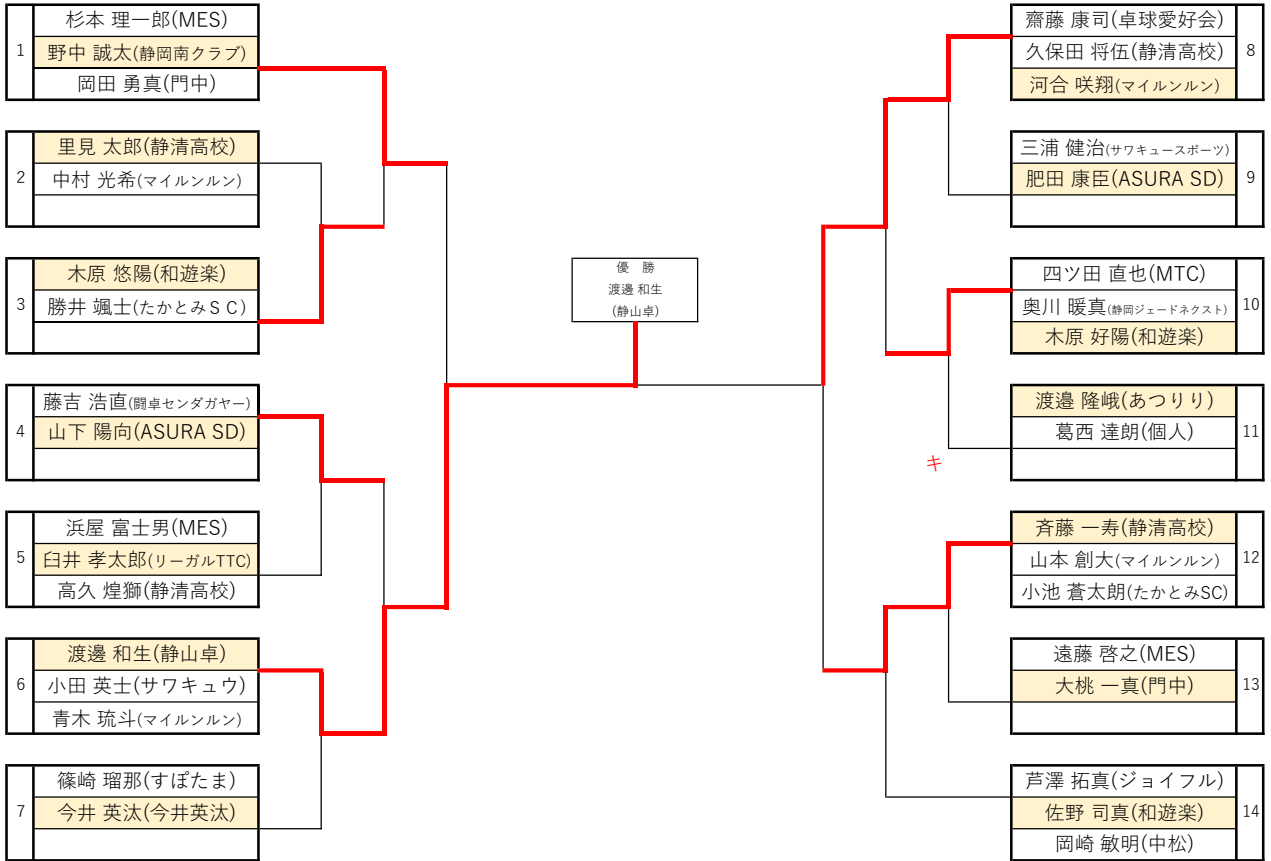 1
杉本 理一郎(MES)
野中 誠太(静岡南クラブ)
岡田 勇真(門中)
2
里見 太郎(静清高校)
中村 光希(マイルンルン)
3
木原 悠陽(和遊楽)
勝井 颯士(たかとみSC)
4
藤吉 浩直(闘卓センダガヤー)
山下 陽向(ASURA SD)
5
浜屋 富士男(MES)
臼井 孝太郎(リーガルTTC)
高久 煌獅(静清高校)
6
渡邊 和生(静山卓)
小田 英士(サワキュウ)
青木 琉斗(マイルンルン)
7
篠崎 瑠那(すぽたま)
今井 英汰(今井英汰)
優 勝
渡邊 和生
(静山卓)
齋藤 康司(卓球愛好会)
久保田 将伍(静清高校)
河合 咲翔(マイルンルン)
8
三浦 健治(サワキュースポーツ)
肥田 康臣(ASURA SD)
9
四ツ田 直也(MTC)
奥川 暖真(静岡ジェードネクスト)
木原 好陽(和遊楽)
10
渡邉 隆峨(あつりり)
葛西 達朗(個人)
11
キ
斉藤 一寿(静清高校)
山本 創大(マイルンルン)
小池 蒼太朗(たかとみSC)
12
遠藤 啓之(MES)
大桃 一真(門中)
13
芦澤 拓真(ジョイフル)
佐野 司真(和遊楽)
岡崎 敏明(中松)
14